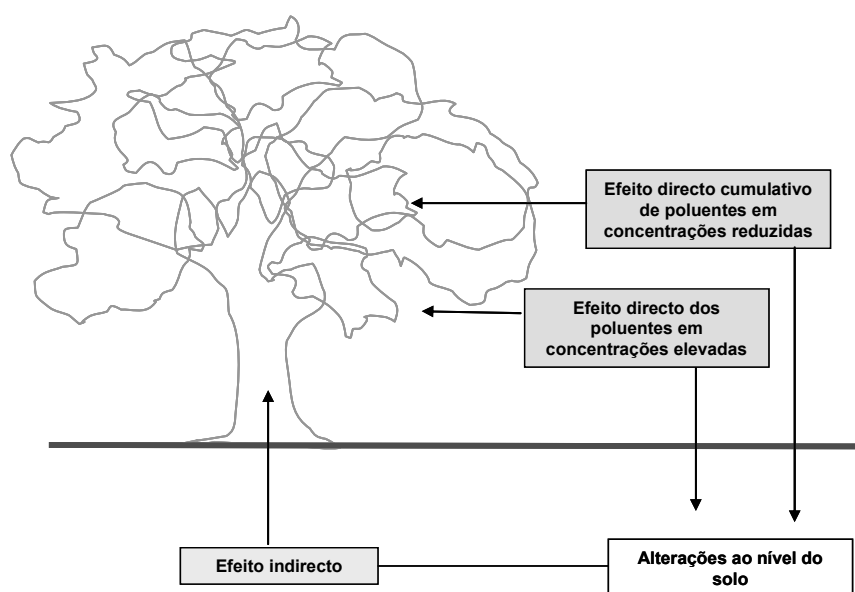 Efeito directo cumulativo
de poluentes em
concentrações reduzidas
Efeito directo dos
poluentes em
concentrações elevadas
Efeito indirecto
Alterações ao nível do
solo